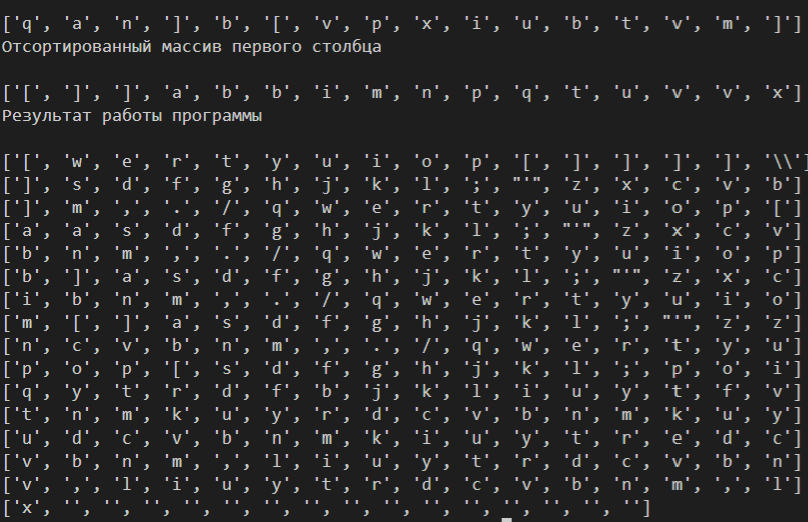 ['q', 'a', 'n', ']', 'b', '[', 'v', 'p', 'x', 'i', 'u', 'b', 't', 'v', 'm', ']']
Отсортированный массив первого столбца
['[', ']', ']', 'a', 'b', 'b', 'i', 'm', 'n', 'p', 'q', 't', 'u', 'v', 'v', 'x']
Результат работы программы
['[', 'w', 'e', 'r', 't', 'y', 'u', 'i', 'o', 'p', '[', ']', ']', ']', ']', '\\']
[']', 's', 'd', 'f', 'g', 'h', 'j', 'k', 'l', ';', "'", 'z', 'x', 'c', 'v', 'b']
[']', 'm', ',', '.', '/', 'q', 'w', 'e', 'r', 't', 'y', 'u', 'i', 'o', 'p', '[']
['a', 'a', 's', 'd', 'f', 'g', 'h', 'j', 'k', 'l', ';', "'", 'z', 'x', 'c', 'v']
['b', 'n', 'm', ',', '.', '/', 'q', 'w', 'e', 'r', 't', 'y', 'u', 'i', 'o', 'p']
['b', ']', 'a', 's', 'd', 'f', 'g', 'h', 'j', 'k', 'l', ';', "'", 'z', 'x', 'c']
['i', 'b', 'n', 'm', ',', '.', '/', 'q', 'w', 'e', 'r', 't', 'y', 'u', 'i', 'o']
['m', '[', ']', 'a', 's', 'd', 'f', 'g', 'h', 'j', 'k', 'l', ';', "'", 'z', 'z']
['n', 'c', 'v', 'b', 'n', 'm', ',', '.', '/', 'q', 'w', 'e', 'r', 't', 'y', 'u']
['p', 'o', 'p', '[', 's', 'd', 'f', 'g', 'h', 'j', 'k', 'l', ';', 'p', 'o', 'i']
['q', 'y', 't', 'r', 'd', 'f', 'b', 'j', 'k', 'l', 'i', 'u', 'y', 't', 'f', 'v']
['t', 'n', 'm', 'k', 'u', 'y', 'r', 'd', 'c', 'v', 'b', 'n', 'm', 'k', 'u', 'y']
['u', 'd', 'c', 'v', 'b', 'n', 'm', 'k', 'i', 'u', 'y', 't', 'r', 'e', 'd', 'c']
['v', 'b', 'n', 'm', ',', 'l', 'i', 'u', 'y', 't', 'r', 'd', 'c', 'v', 'b', 'n']
['v', ',', 'l', 'i', 'u', 'y', 't', 'r', 'd', 'c', 'v', 'b', 'n', 'm', ',', 'l']
['x', '', '', '', '', '', '', '', '', '', '', '', '', '', '', '']